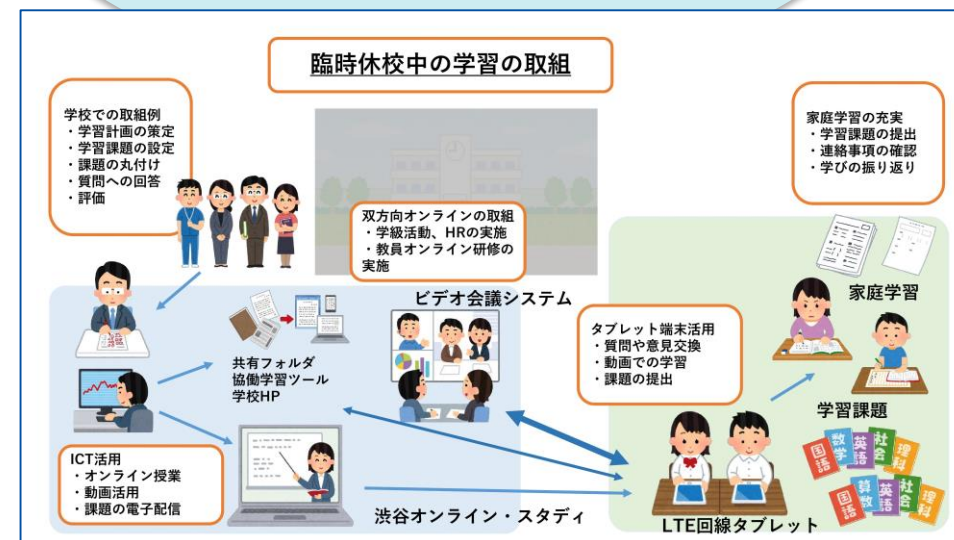 臨時休校中の学習の取組
学校での取組例
・学習計画の策定
・学習課題の設定
・課題の丸付け
・質問への回答
・評価
家庭学習の充実
・学習課題の提出
・連絡事項の確認
・学びの振り返り
双方向オンラインの取組
・学級活動、HRの実施
・教員オンライン研修の
実施
ビデオ会議システム
家庭学習
タブレット端末活用
・質問や意見交換
・動画での学習
・課題の提出
共有フォルダ
協働学習ツール
学校HP
学習課題
国語
数学
英語
社会
理科
国語
算数
英語
社会
理科
ICT活用
・オンライン授業
・動画活用
・課題の電子配信
渋谷オンライン・スタディ
LTE回線タブレット